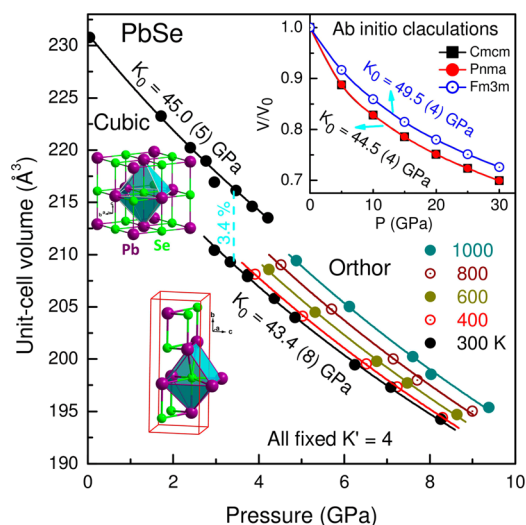 PbSe
Ab initio claculations
Cmcm
Pnma
Fm3m
K0 = 49.5 (4) GPa
K0 = 44.5 (4) GPa
V/V0
1.0
0.9
0.8
0.7
0
10
20
30
P (GPa)
K0 = 45.0 (5) GPa
Cubic
Pb
Se
3.4 %
Orthor
1000
800
600
400
300 K
K0 = 43.4 (8) GPa
b
a
c
All fixed K' = 4
Unit-cell volume (Å3)
230
225
220
215
210
205
200
195
190
0
2
4
6
8
10
Pressure (GPa)